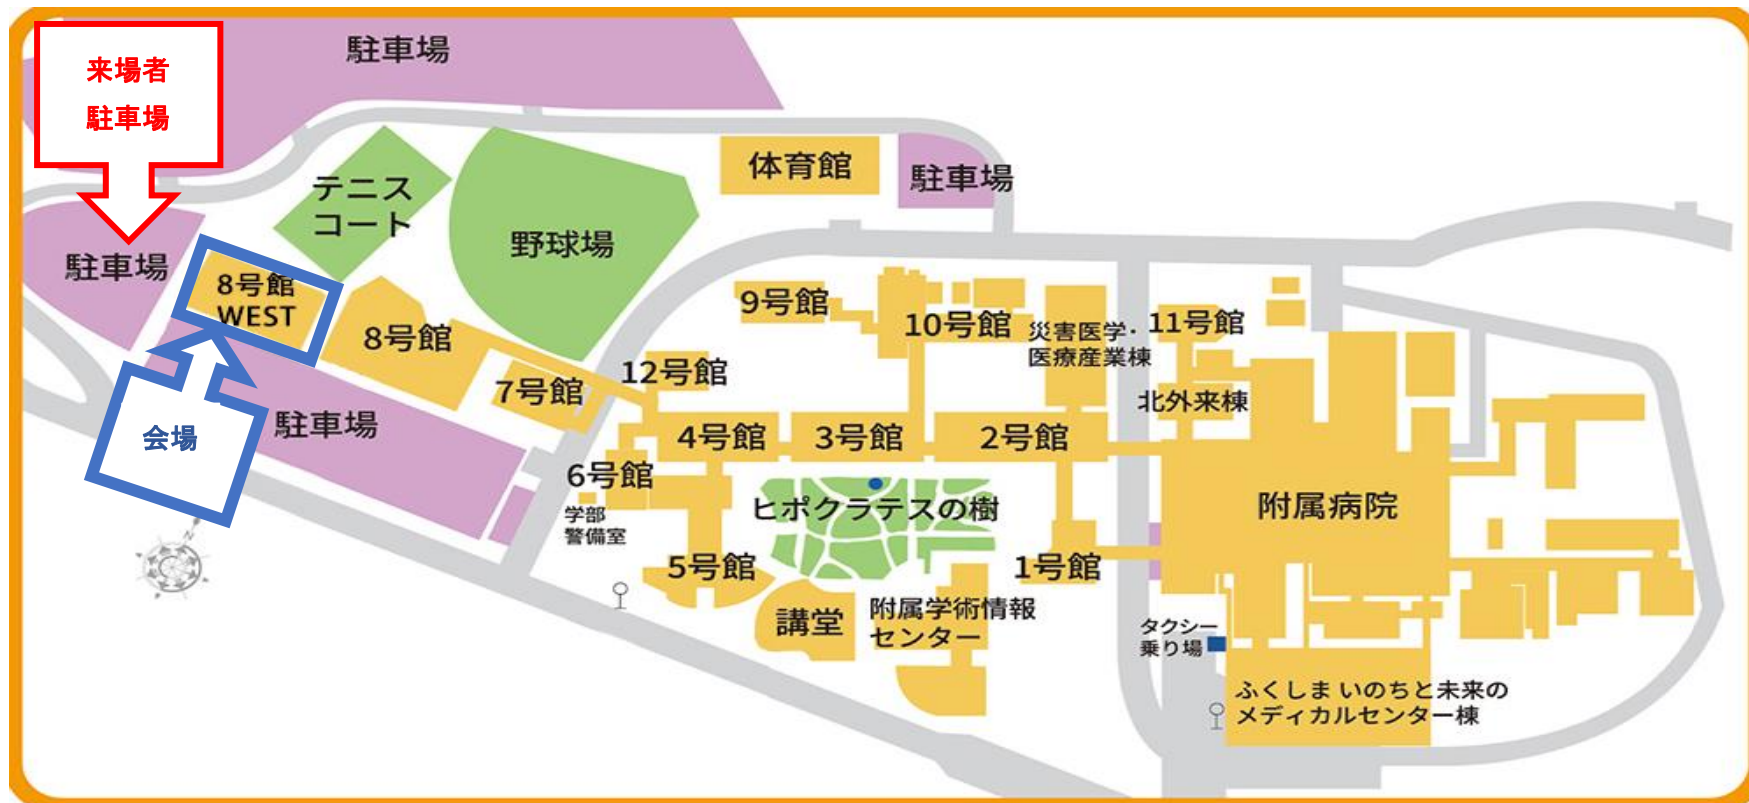 来場者
駐車場
駐車場
テニス
コート
野球場
体育館
駐車場
駐車場
8号館
WEST
8号館
7号館
駐車場
会場
N
9号館
10号館
災害医学・
医療産業棟
11号館
12号館
北外来棟
4号館
3号館
2号館
6号館
学部
警備室
ヒポクラテスの樹
附属病院
5号館
1号館
講堂
附属学術情報
センター
タクシー
乗り場
ふくしま いのちと未来の
メディカルセンター棟